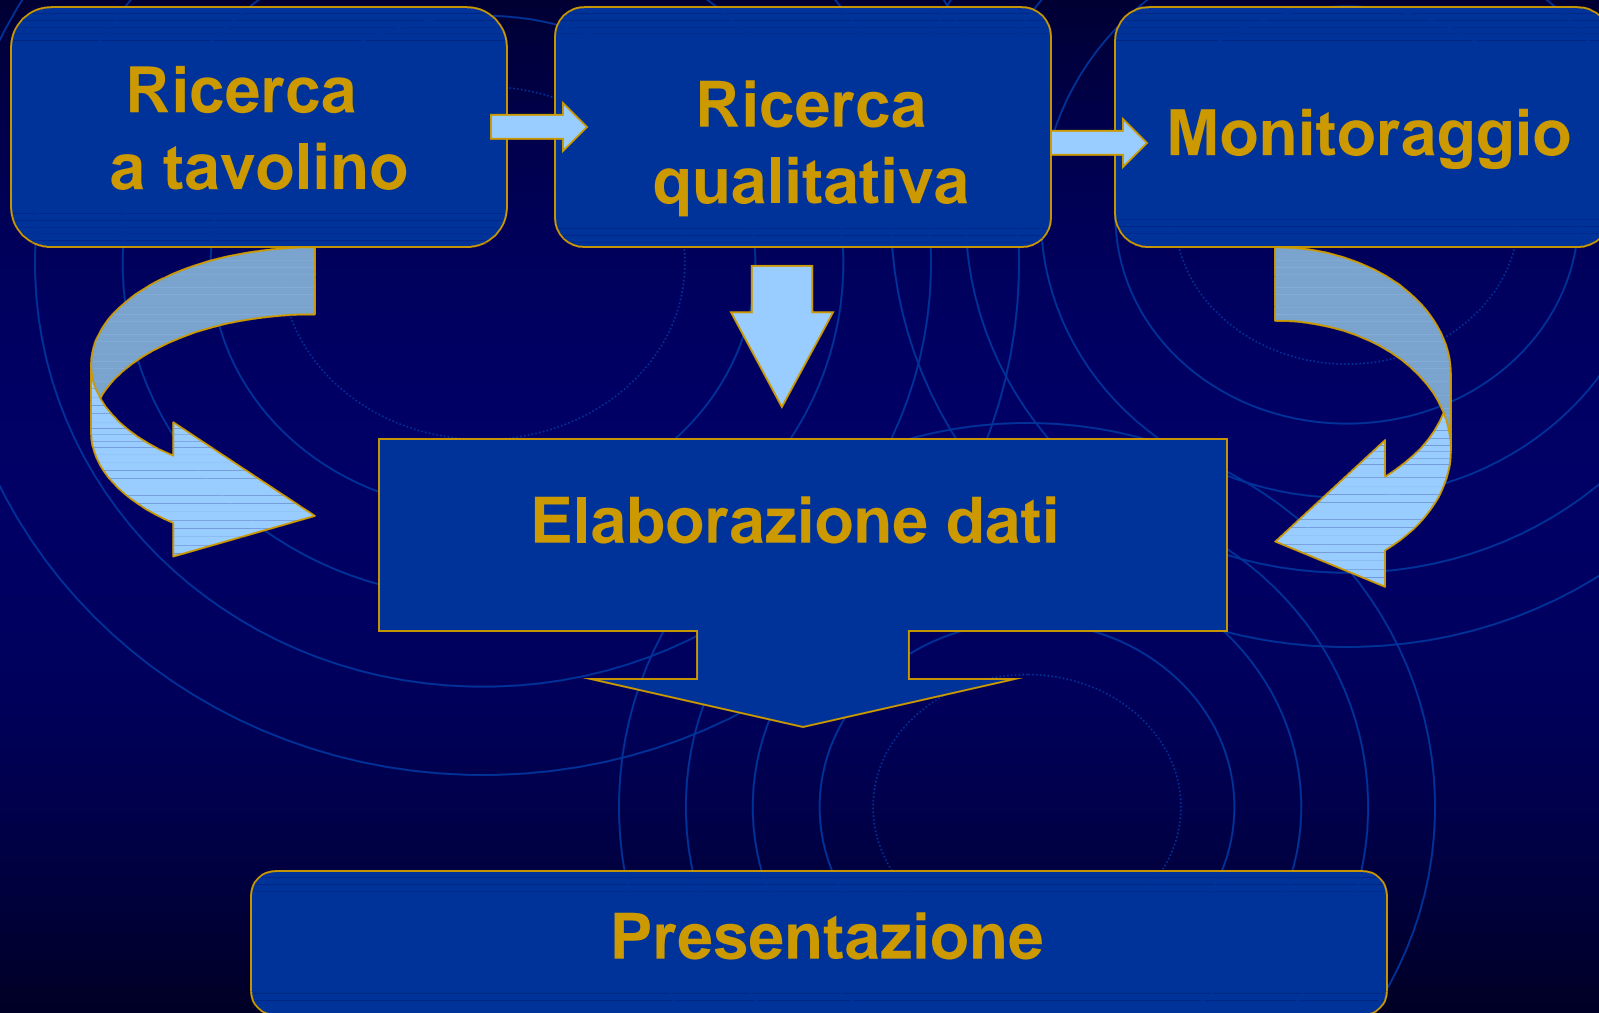 Ricerca
a tavolino
Ricerca
qualitativa
Monitoraggio
Elaborazione dati
Presentazione